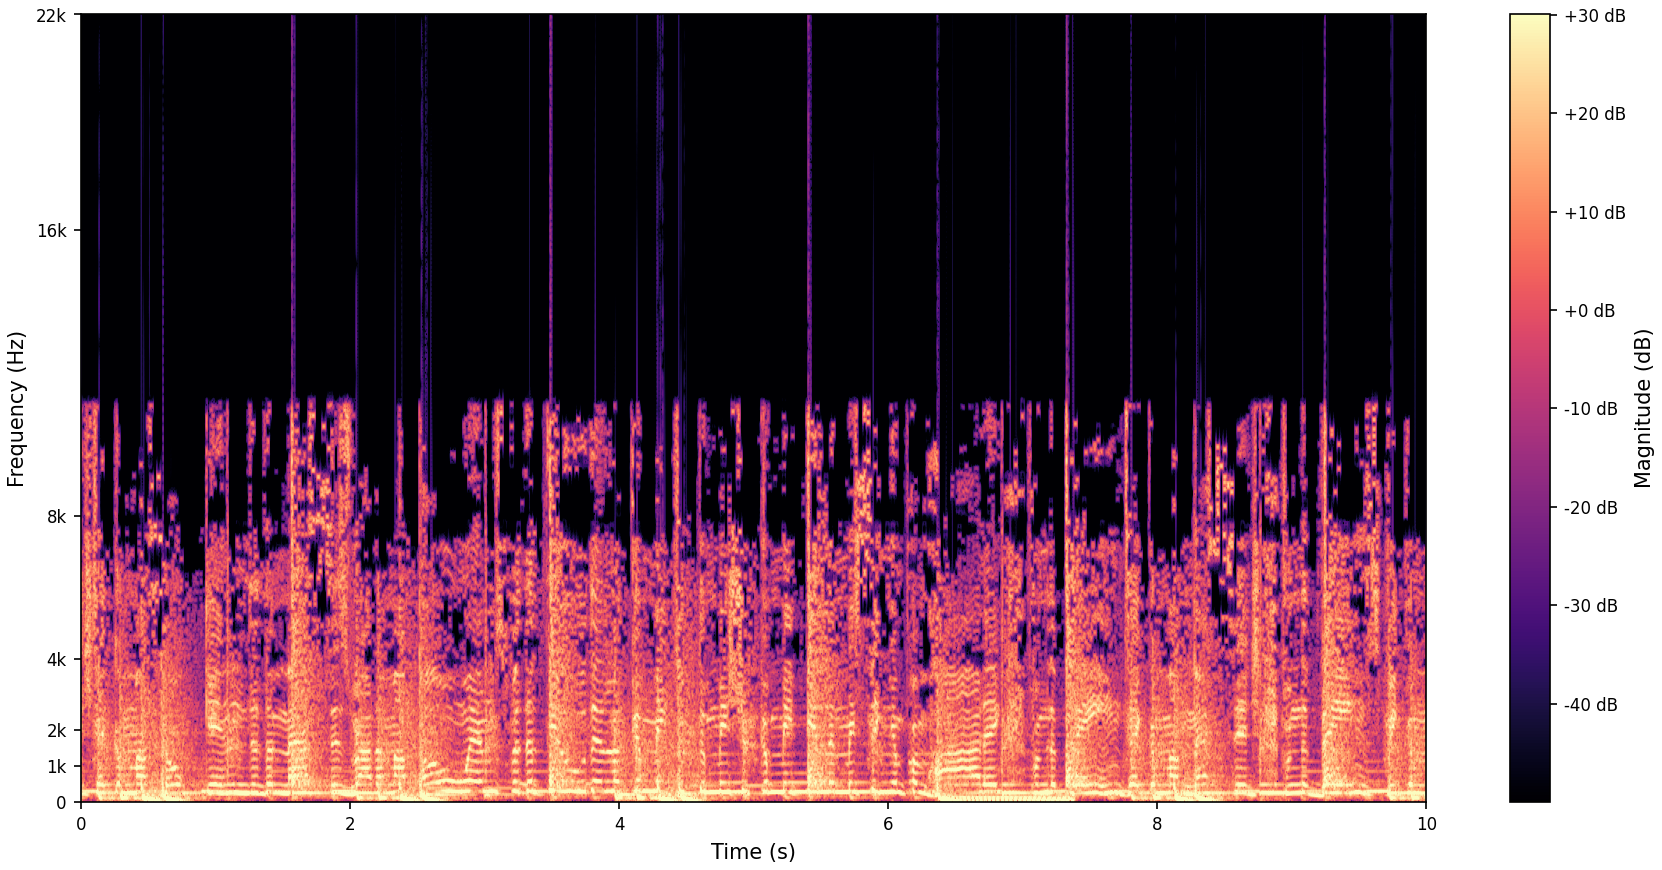 22k
16k
8k
4k
2k
1k
0
Frequency (Hz)
0 2 4 6 8 10
Time (s)
+30 dB
+20 dB
+10 dB
+0 dB
-10 dB
-20 dB
-30 dB
-40 dB
Magnitude (dB)